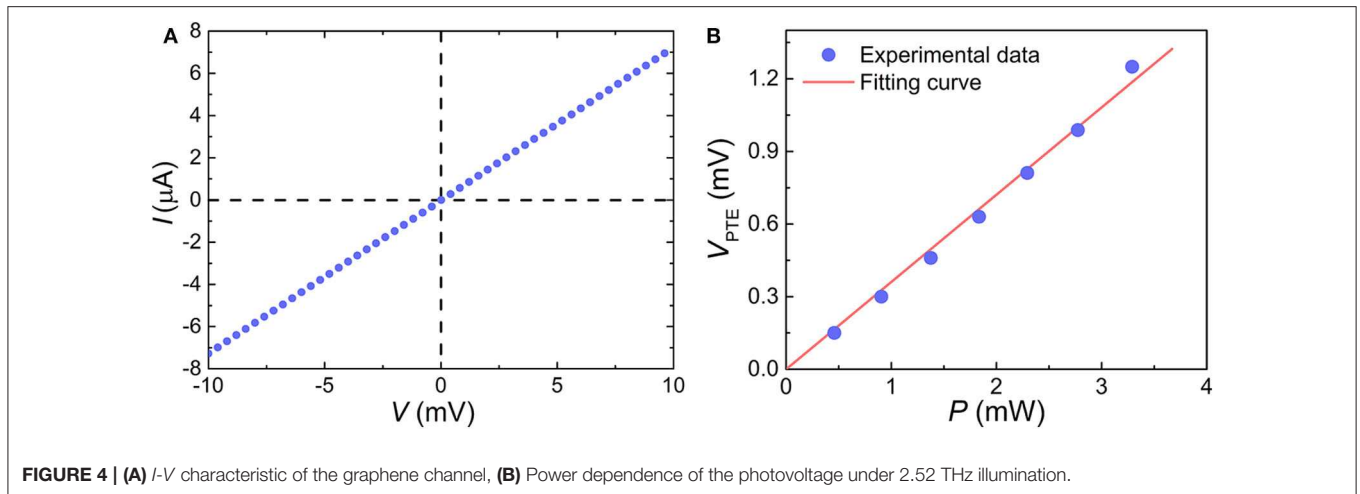 A
8
6
4
2
0
-2
-4
-6
-8
I (μA)
-10
-5
0
5
10
V (mV)
B
Experimental data
Fitting curve
1.2
0.9
0.6
0.3
0.0
V_PTE (mV)
0
1
2
3
4
P (mW)
FIGURE 4 | (A) I-V characteristic of the graphene channel, (B) Power dependence of the photovoltage under 2.52 THz illumination.